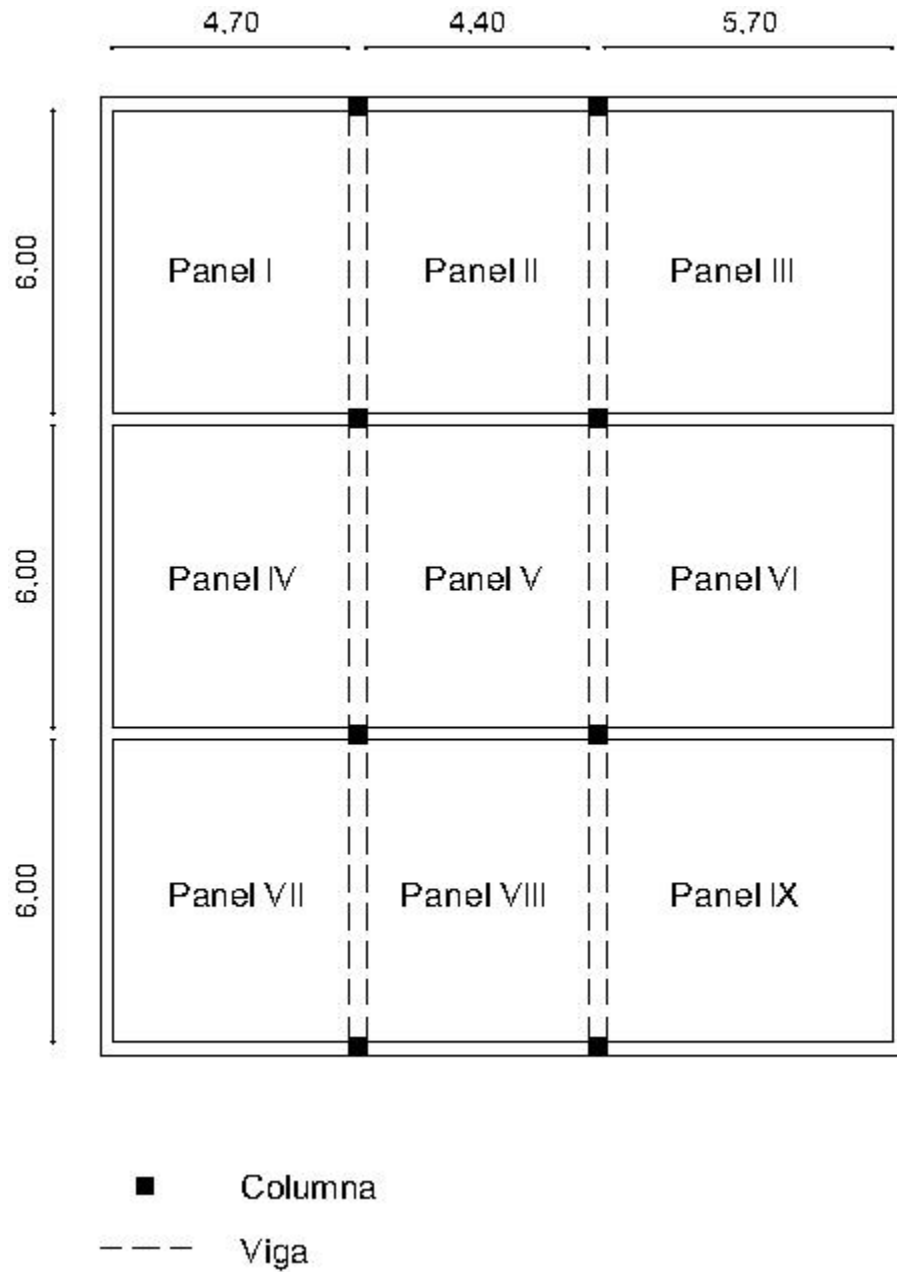 4,70 4,40 5,70
6,00
Panel I Panel II Panel III
6,00
Panel IV Panel V Panel VI
6,00
Panel VII Panel VIII Panel IX
Columna
Viga